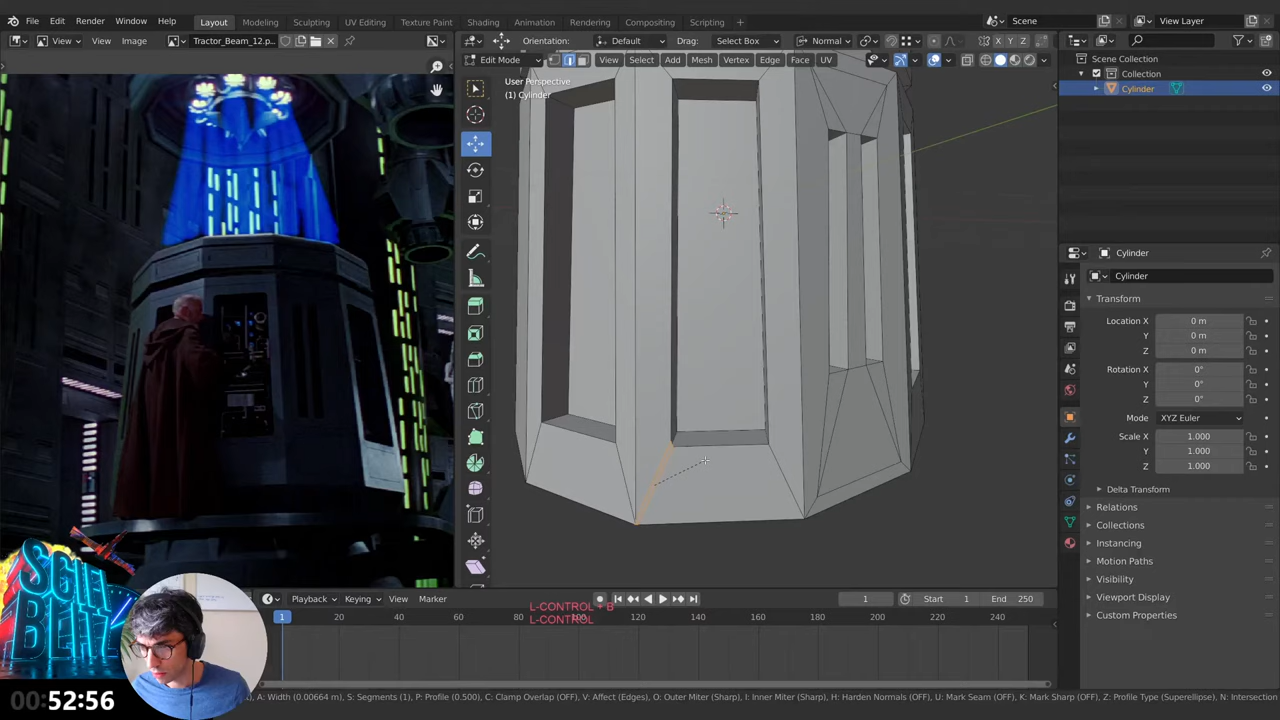 File Edit Render Window Help Layout Modeling Sculpting UV Editing Texture Paint Shading Animation Rendering Compositing Scripting + Scene View Layer
View View Image Tractor_Beam_12.p... Orientation: Default Drag: Select Box Normal X Y Z
Edit Mode View Select Add Mesh Vertex Edge Face UV
User Perspective
(1) Cylinder
Scene Collection
Collection
Cylinder
Cylinder
Cylinder
Transform
Location X 0 m
Y 0 m
Z 0 m
Rotation X 0°
Y 0°
Z 0°
Mode XYZ Euler
Scale X 1.000
Y 1.000
Z 1.000
Delta Transform
Relations
Collections
Instancing
Motion Paths
Visibility
Viewport Display
Custom Properties
SCIFI
BLITZ
00:52:56
Playback Keying View Marker 1 Start 1 End 250
L-CONTROL + B
L-CONTROL
1 20 40 60 80 100 120 140 160 180 200 220 240
A: Width (0.00664 m), S: Segments (1), P: Profile (0.500), C: Clamp Overlap (OFF), V: Affect (Edges), O: Outer Miter (Sharp), I: Inner Miter (Sharp), H: Harden Normals (OFF), U: Mark Seam (OFF), K: Mark Sharp (OFF), Z: Profile Type (Superellipse), N: Intersection